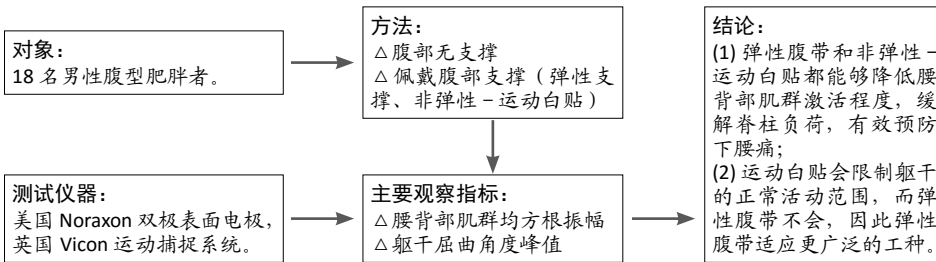 对象：
18 名男性腹型肥胖者。
方法：
△腹部无支撑
△佩戴腹部支撑（弹性支
撑、非弹性－运动白贴）
测试仪器：
美国 Noraxon 双极表面电极，
英国 Vicon 运动捕捉系统。
主要观察指标：
△腰背部肌群均方根振幅
△躯干屈曲角度峰值
结论：
(1) 弹性腹带和非弹性－
运动白贴都能够降低腰
背部肌群激活程度，缓
解脊柱负荷，有效预防
下腰痛；
(2) 运动白贴会限制躯干
的正常活动范围，而弹
性腹带不会，因此弹性
腹带适应更广泛的工种。